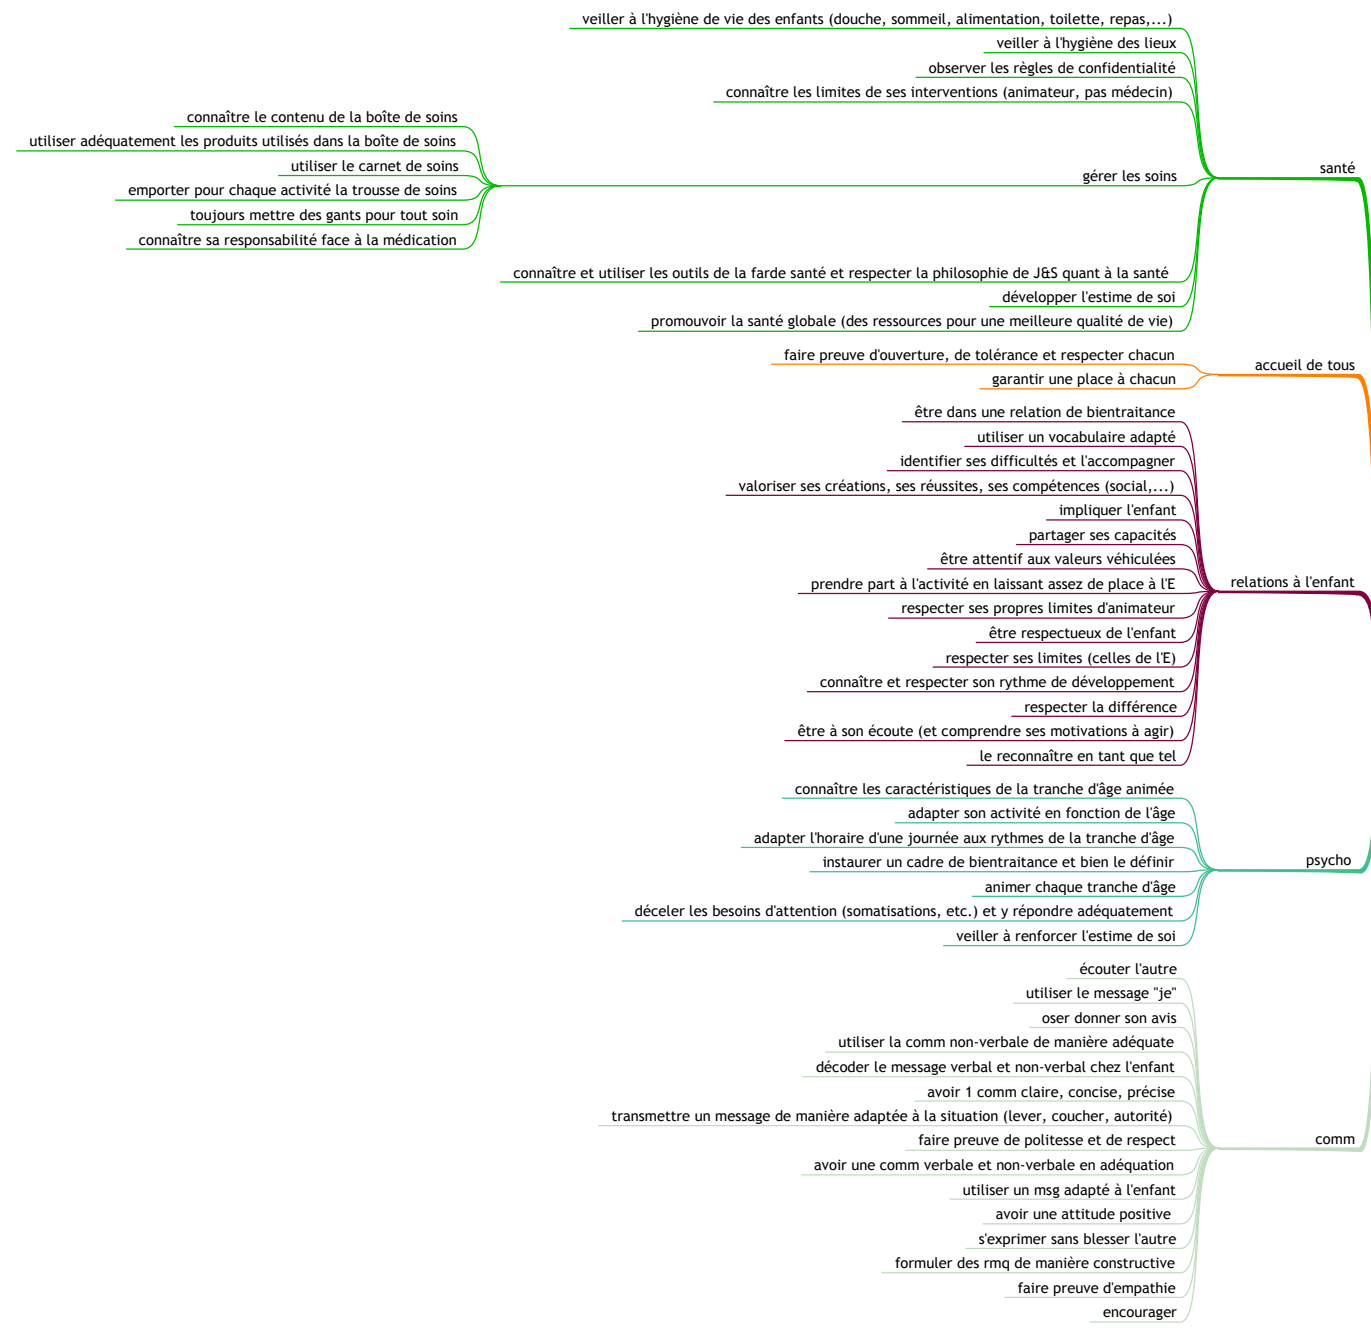 veiller à l'hygiène de vie des enfants (douche, sommeil, alimentation, toilette, repas,...)
veiller à l'hygiène des lieux
observer les règles de confidentialité
connaître les limites de ses interventions (animateur, pas médecin)
connaître le contenu de la boîte de soins
utiliser adéquatement les produits utilisés dans la boîte de soins
utiliser le carnet de soins
emporter pour chaque activité la trousse de soins
toujours mettre des gants pour tout soin
connaître sa responsabilité face à la médication
gérer les soins
santé
connaître et utiliser les outils de la farde santé et respecter la philosophie de J&S quant à la santé
développer l'estime de soi
promouvoir la santé globale (des ressources pour une meilleure qualité de vie)
faire preuve d'ouverture, de tolérance et respecter chacun
accueil de tous
garantir une place à chacun
être dans une relation de bientraitance
utiliser un vocabulaire adapté
identifier ses difficultés et l'accompagner
valoriser ses créations, ses réussites, ses compétences (social,...)
impliquer l'enfant
partager ses capacités
être attentif aux valeurs véhiculées
prendre part à l'activité en laissant assez de place à l'E
relations à l'enfant
respecter ses propres limites d'animateur
être respectueux de l'enfant
respecter ses limites (celles de l'E)
connaître et respecter son rythme de développement
respecter la différence
être à son écoute (et comprendre ses motivations à agir)
le reconnaître en tant que tel
connaître les caractéristiques de la tranche d'âge animée
adapter son activité en fonction de l'âge
adapter l'horaire d'une journée aux rythmes de la tranche d'âge
instaurer un cadre de bientraitance et bien le définir
psycho
animer chaque tranche d'âge
déceler les besoins d'attention (somatisations, etc.) et y répondre adéquatement
veiller à renforcer l'estime de soi
écouter l'autre
utiliser le message "je"
oser donner son avis
utiliser la comm non-verbale de manière adéquate
décoder le message verbal et non-verbal chez l'enfant
avoir 1 comm claire, concise, précise
transmettre un message de manière adaptée à la situation (lever, coucher, autorité)
faire preuve de politesse et de respect
comm
avoir une comm verbale et non-verbale en adéquation
utiliser un msg adapté à l'enfant
avoir une attitude positive
s'exprimer sans blesser l'autre
formuler des rmq de manière constructive
faire preuve d'empathie
encourager